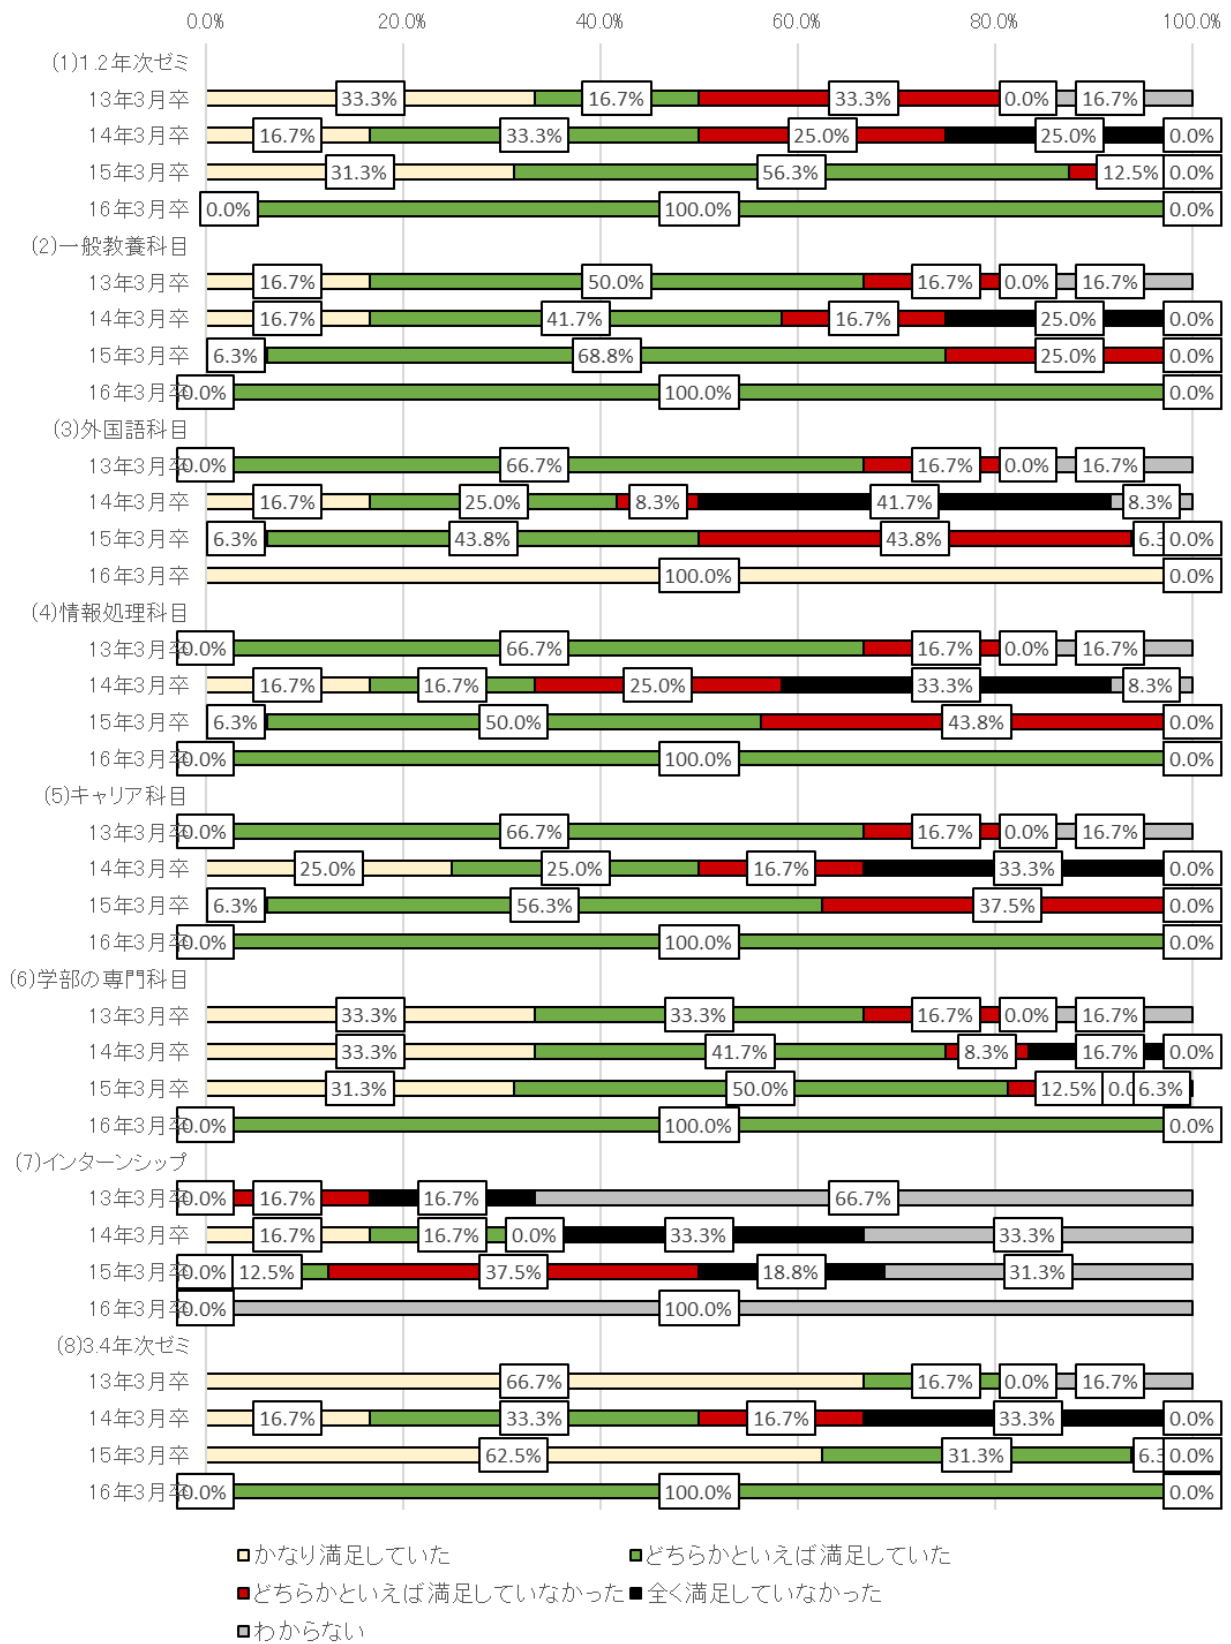 0.0% 20.0% 40.0% 60.0% 80.0% 100.0%
(1)1.2年次ゼミ
13年3月卒 33.3% 16.7% 33.3% 0.0% 16.7%
14年3月卒 16.7% 33.3% 25.0% 25.0% 0.0%
15年3月卒 31.3% 56.3% 12.5% 0.0%
16年3月卒 0.0% 100.0% 0.0%
(2)一般教養科目
13年3月卒 16.7% 50.0% 16.7% 0.0% 16.7%
14年3月卒 16.7% 41.7% 16.7% 25.0% 0.0%
15年3月卒 6.3% 68.8% 25.0% 0.0%
16年3月卒 0.0% 100.0% 0.0%
(3)外国語科目
13年3月卒 0.0% 66.7% 16.7% 0.0% 16.7%
14年3月卒 16.7% 25.0% 8.3% 41.7% 8.3%
15年3月卒 6.3% 43.8% 43.8% 6.3 0.0%
16年3月卒 100.0% 0.0%
(4)情報処理科目
13年3月卒 0.0% 66.7% 16.7% 0.0% 16.7%
14年3月卒 16.7% 16.7% 25.0% 33.3% 8.3%
15年3月卒 6.3% 50.0% 43.8% 0.0%
16年3月卒 0.0% 100.0% 0.0%
(5)キャリア科目
13年3月卒 0.0% 66.7% 16.7% 0.0% 16.7%
14年3月卒 25.0% 25.0% 16.7% 33.3% 0.0%
15年3月卒 6.3% 56.3% 37.5% 0.0%
16年3月卒 0.0% 100.0% 0.0%
(6)学部の専門科目
13年3月卒 33.3% 33.3% 16.7% 0.0% 16.7%
14年3月卒 33.3% 41.7% 8.3% 16.7% 0.0%
15年3月卒 31.3% 50.0% 12.5% 0.0 6.3%
16年3月卒 0.0% 100.0% 0.0%
(7)インターンシップ
13年3月卒 0.0% 16.7% 16.7% 66.7%
14年3月卒 16.7% 16.7% 0.0% 33.3% 33.3%
15年3月卒 0.0% 12.5% 37.5% 18.8% 31.3%
16年3月卒 0.0% 100.0%
(8)3.4年次ゼミ
13年3月卒 66.7% 16.7% 0.0% 16.7%
14年3月卒 16.7% 33.3% 16.7% 33.3% 0.0%
15年3月卒 62.5% 31.3% 6.3 0.0%
16年3月卒 0.0% 100.0% 0.0%
かなり満足していた どちらかといえば満足していた
どちらかといえば満足していなかった 全く満足していなかった
わからない